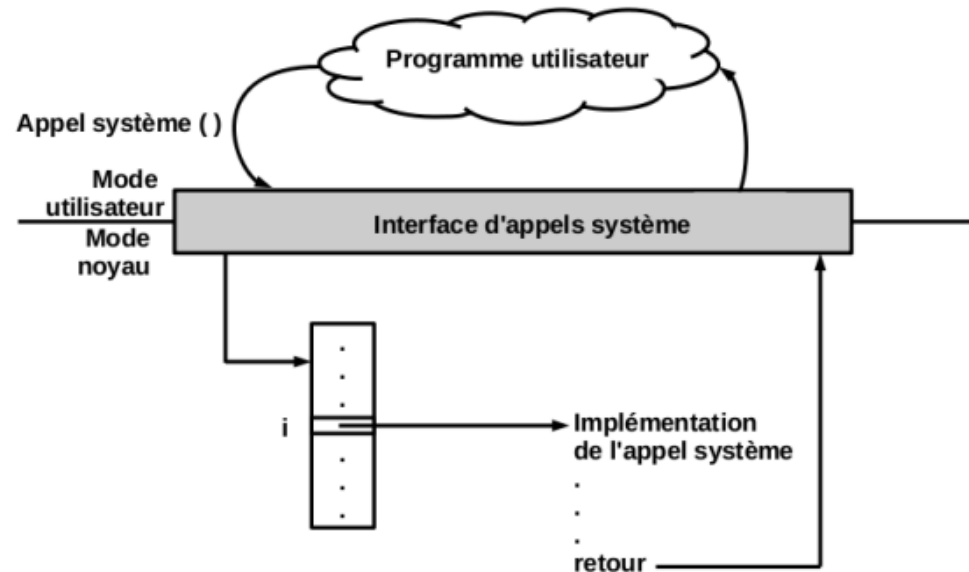 Programme utilisateur
Appel système ( )
Mode
utilisateur
Interface d'appels système
Mode
noyau
.
.
.
i
.
.
.
Implémentation
de l'appel système
.
.
.
retour